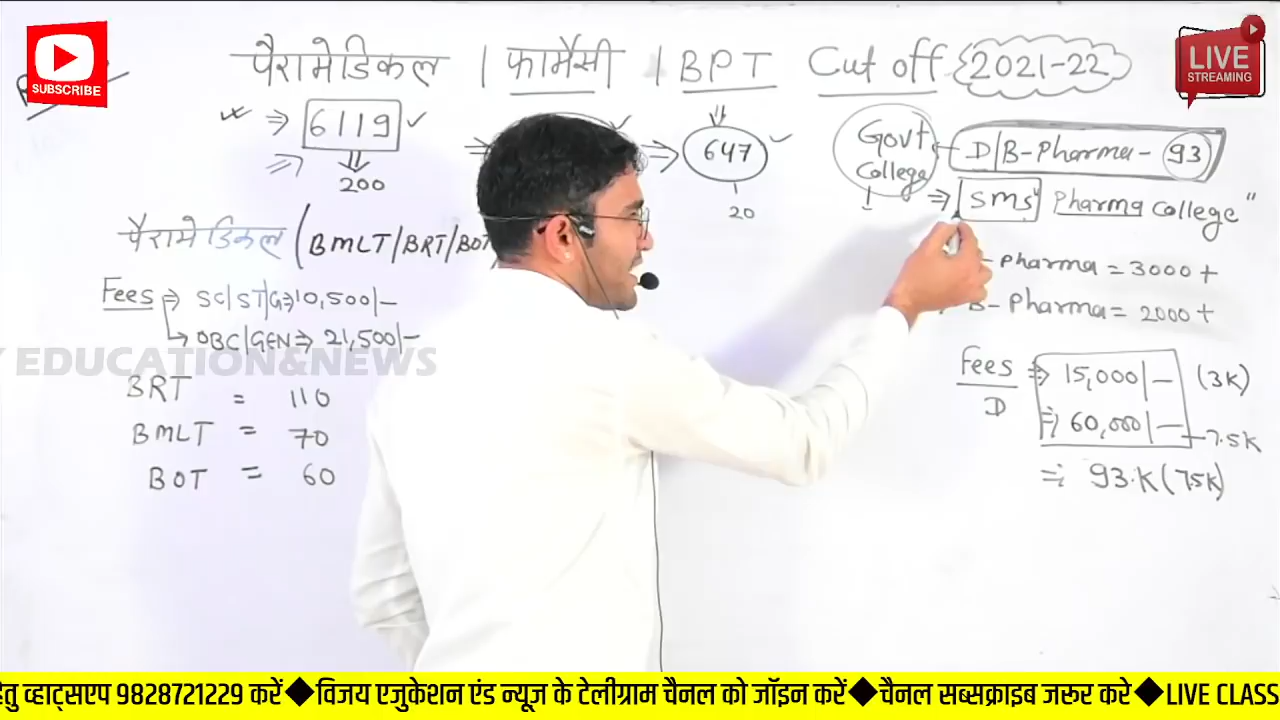 SUBSCRIBE
पैरामेडिकल | फार्मेसी | BPT Cut off 2021-22
LIVE
STREAMING
⇒ 6119 ✓
⇒ 647 ✓
Govt College
D|B-Pharma - 93
⇒ 200
20
⇒ SMS Pharma College"
पैरामेडिकल (BMLT/BRT/BOT
Pharma = 3000 +
Fees ⇒ SC|ST|G⇒10,500/-
B- Pharma = 2000 +
↳ OBC|GEN ⇒ 21,500/-
EDUCATION&NEWS
Fees ⇒ 15,000/- (3K)
D
⇒ 60,000/- 7.5K
BRT = 110
BMLT = 70
BOT = 60
⇒ 93.K (7.5K)
हेतु व्हाट्सएप 9828721229 करें◆विजय एजुकेशन एंड न्यूज़ के टेलीग्राम चैनल को जॉइन करें◆चैनल सब्सक्राइब जरूर करे◆LIVE CLASS